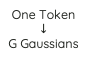 One Token
↓
G Gaussians